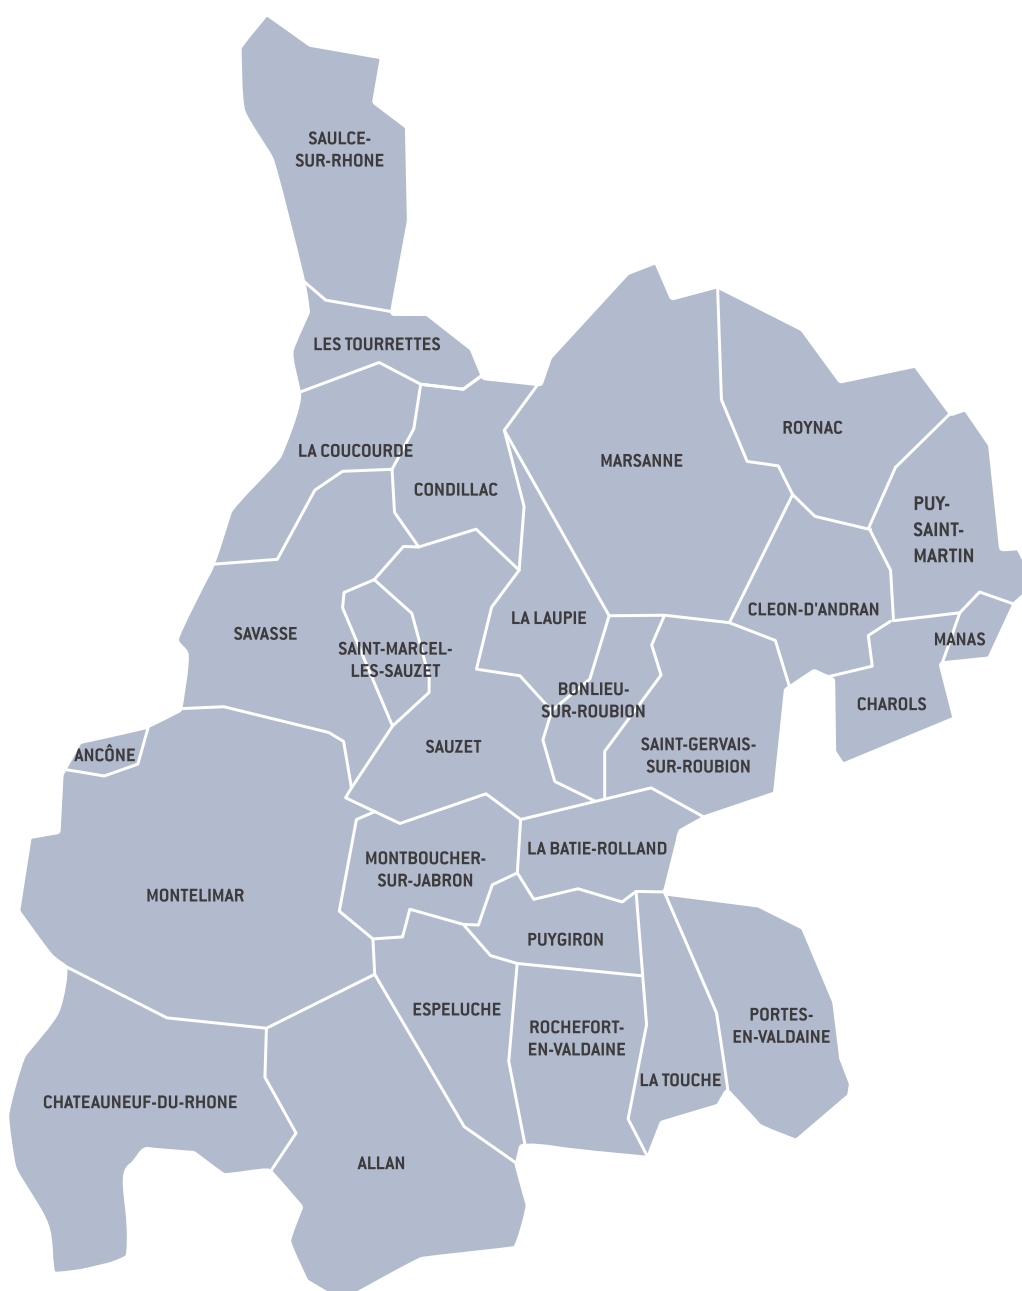 SAULCE-
SUR-RHONE
LES TOURRETTES
LA COUCOURDE
CONDILLAC
MARSANNE
ROYNAC
PUY-
SAINT-
MARTIN
SAVASSE
SAINT-MARCEL-
LES-SAUZET
LA LAUPIE
CLEON-D'ANDRAN
MANAS
CHAROLS
BONLIEU-
SUR-ROUBION
ANCÔNE
SAUZET
SAINT-GERVAIS-
SUR-ROUBION
MONTELIMAR
MONTBOUCHER-
SUR-JABRON
LA BATIE-ROLLAND
PUYGIRON
ESPELUCHE
ROCHEFORT-
EN-VALDAINE
PORTES-
EN-VALDAINE
LA TOUCHE
CHATEAUNEUF-DU-RHONE
ALLAN